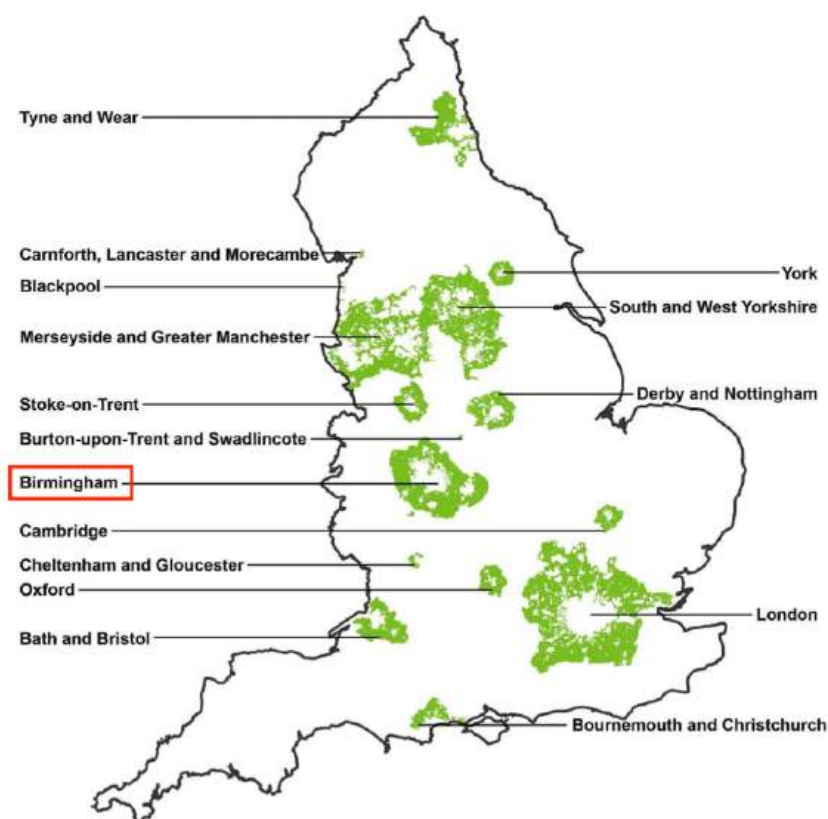 Tyne and Wear
Carnforth, Lancaster and Morecambe
York
Blackpool
South and West Yorkshire
Merseyside and Greater Manchester
Derby and Nottingham
Stoke-on-Trent
Burton-upon-Trent and Swadlincote
Birmingham
Cambridge
Cheltenham and Gloucester
Oxford
London
Bath and Bristol
Bournemouth and Christchurch